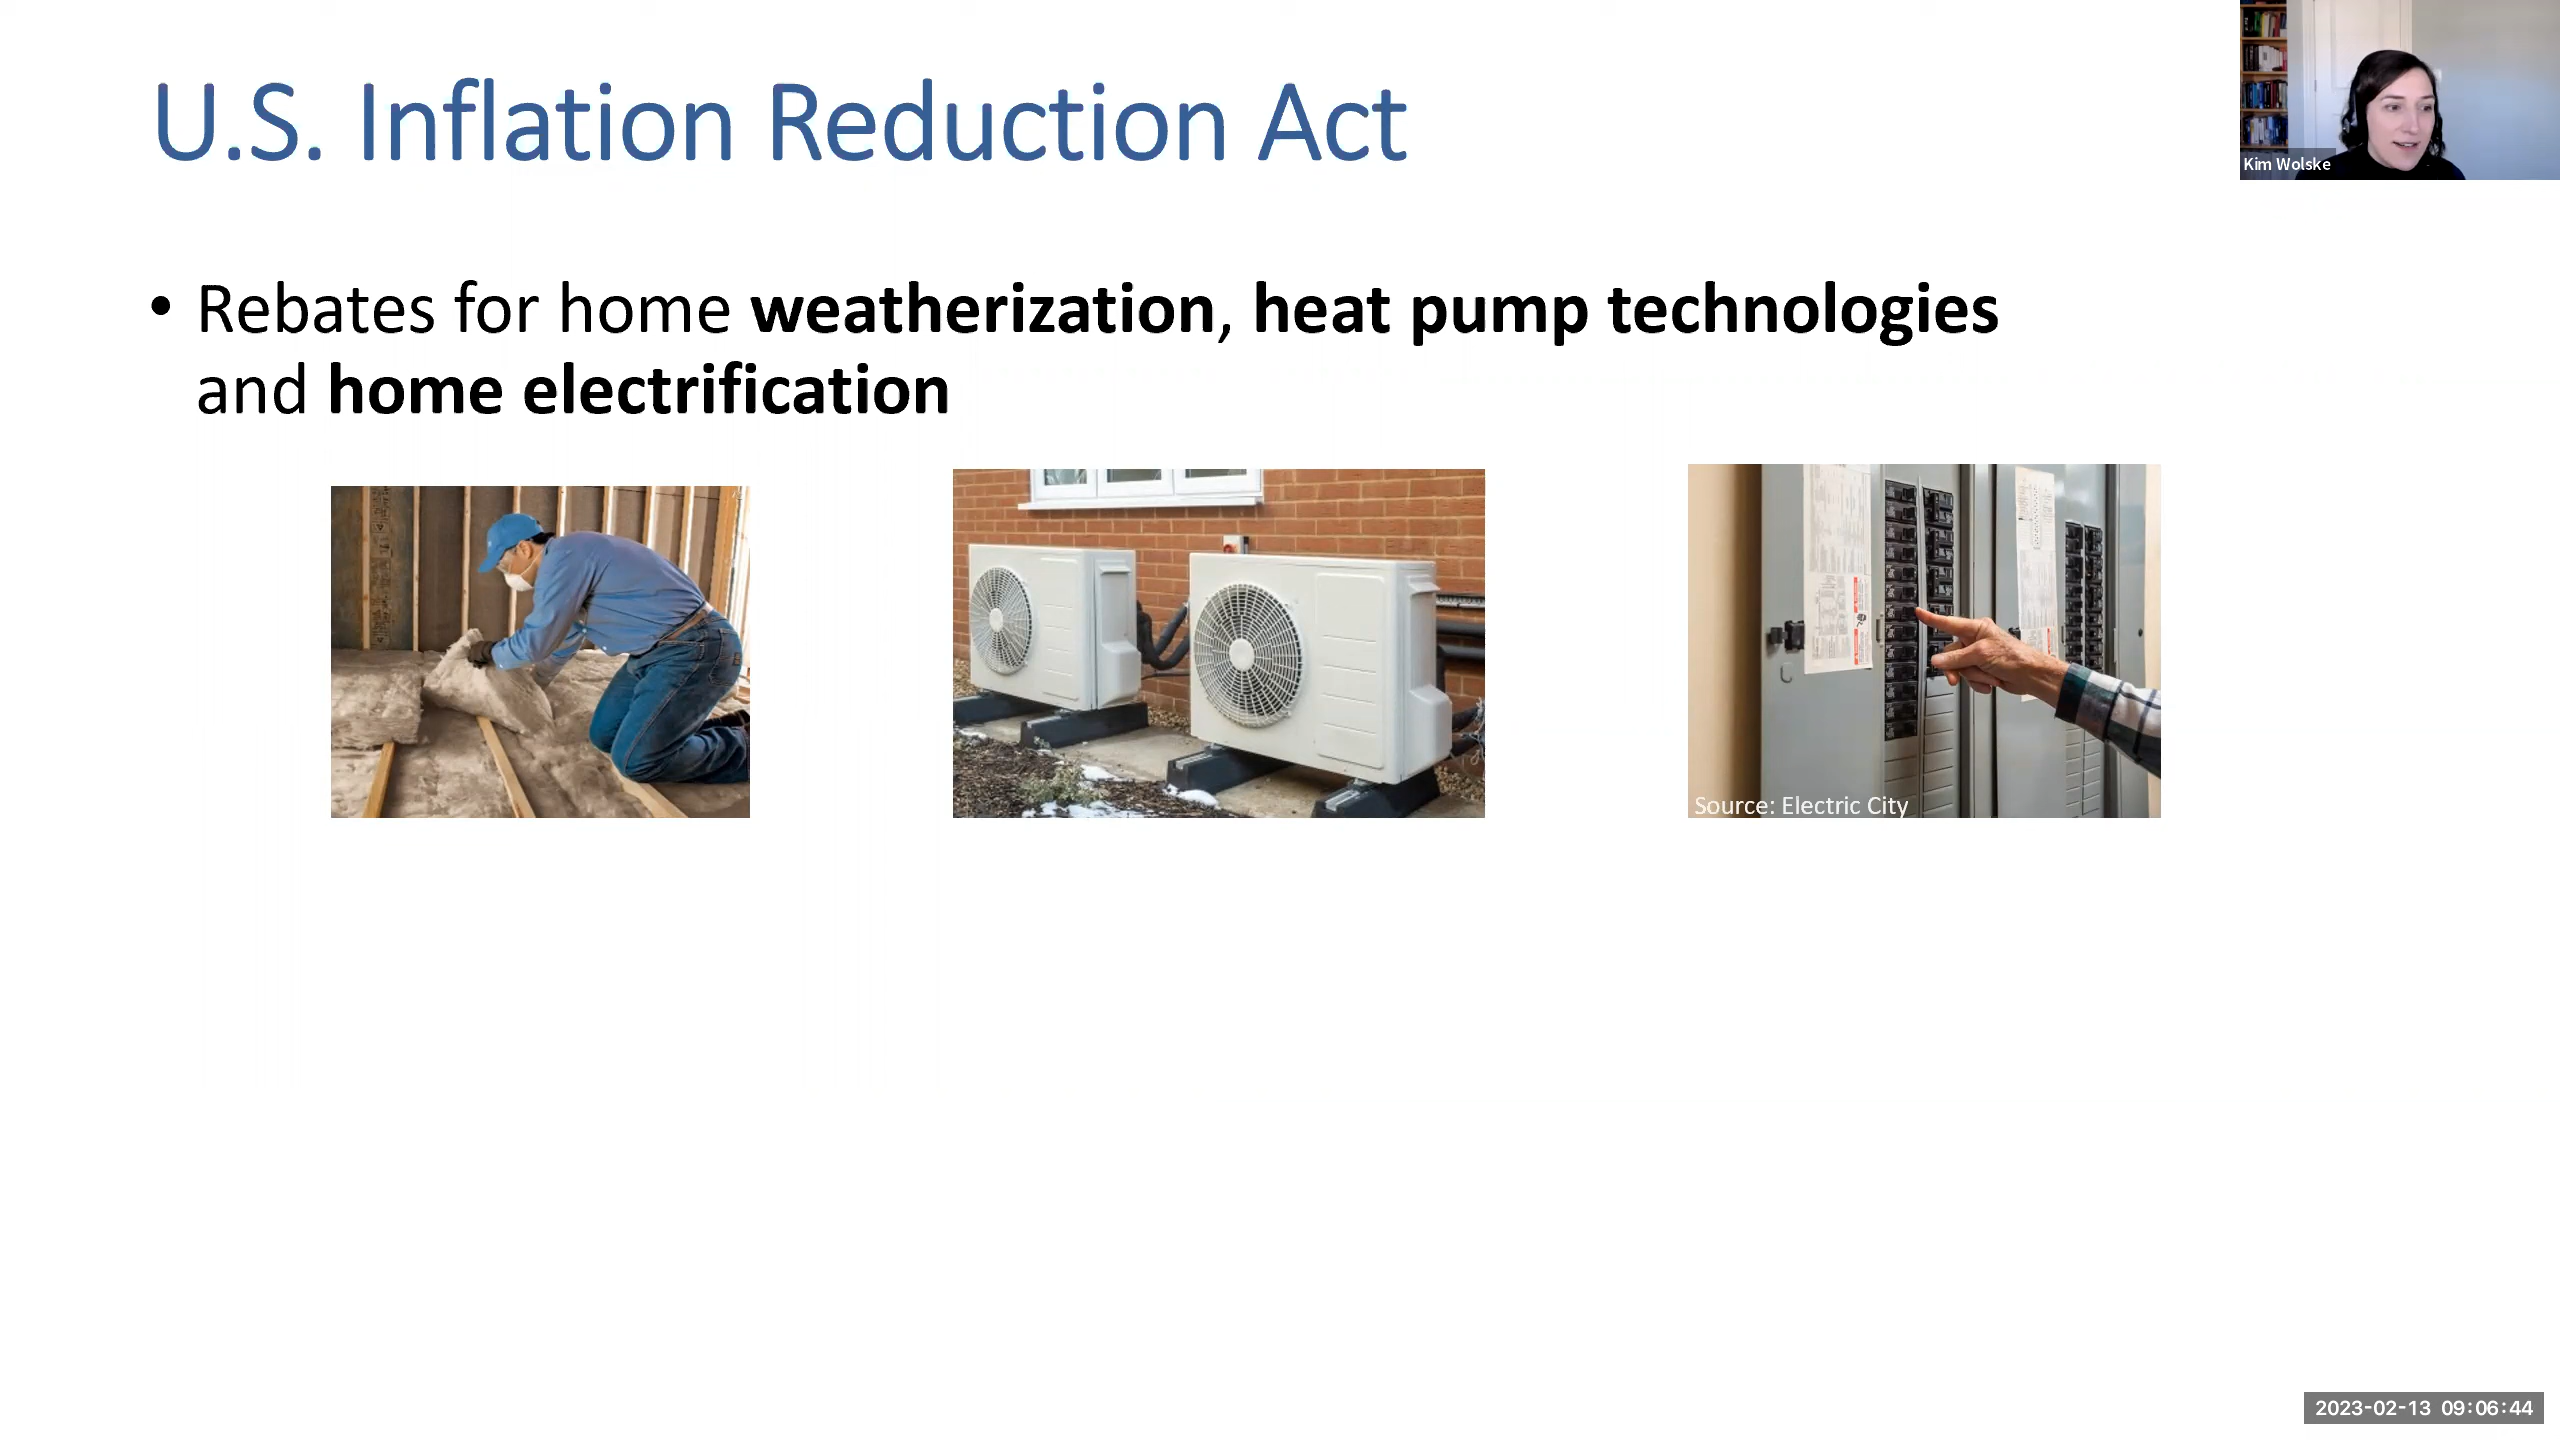 U.S. Inflation Reduction Act
Kim Wolske
• Rebates for home weatherization, heat pump technologies
and home electrification
Source: Electric City
2023-02-13 09:06:44